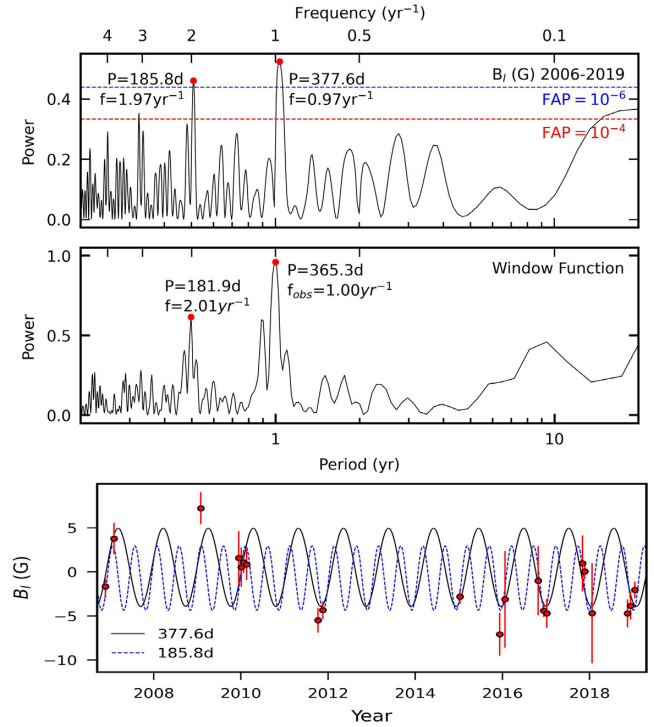 Frequency (yr⁻¹)
4 3 2 1 0.5 0.1
P=185.8d
f=1.97yr⁻¹
P=377.6d
f=0.97yr⁻¹
B_l (G) 2006-2019
FAP = 10⁻⁶
FAP = 10⁻⁴
Power
0.4
0.2
0.0
P=181.9d
f=2.01yr⁻¹
P=365.3d
f_obs=1.00yr⁻¹
Window Function
Power
1.0
0.5
0.0
1 10
Period (yr)
B_l (G)
5
0
−5
−10
377.6d
185.8d
2008 2010 2012 2014 2016 2018
Year